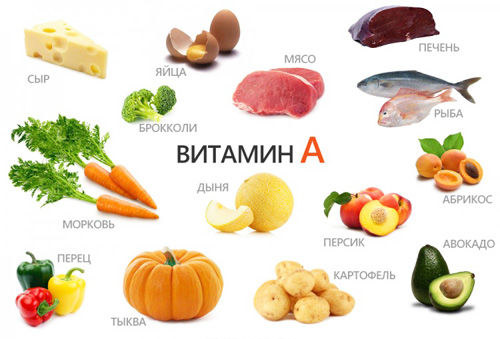 ПЕЧЕНЬ
МЯСО
ЯЙЦА
СЫР
РЫБА
БРОККОЛИ
ВИТАМИН А
ДЫНЯ
АБРИКОС
МОРКОВЬ
ПЕРСИК
АВОКАДО
ПЕРЕЦ
КАРТОФЕЛЬ
ТЫКВА